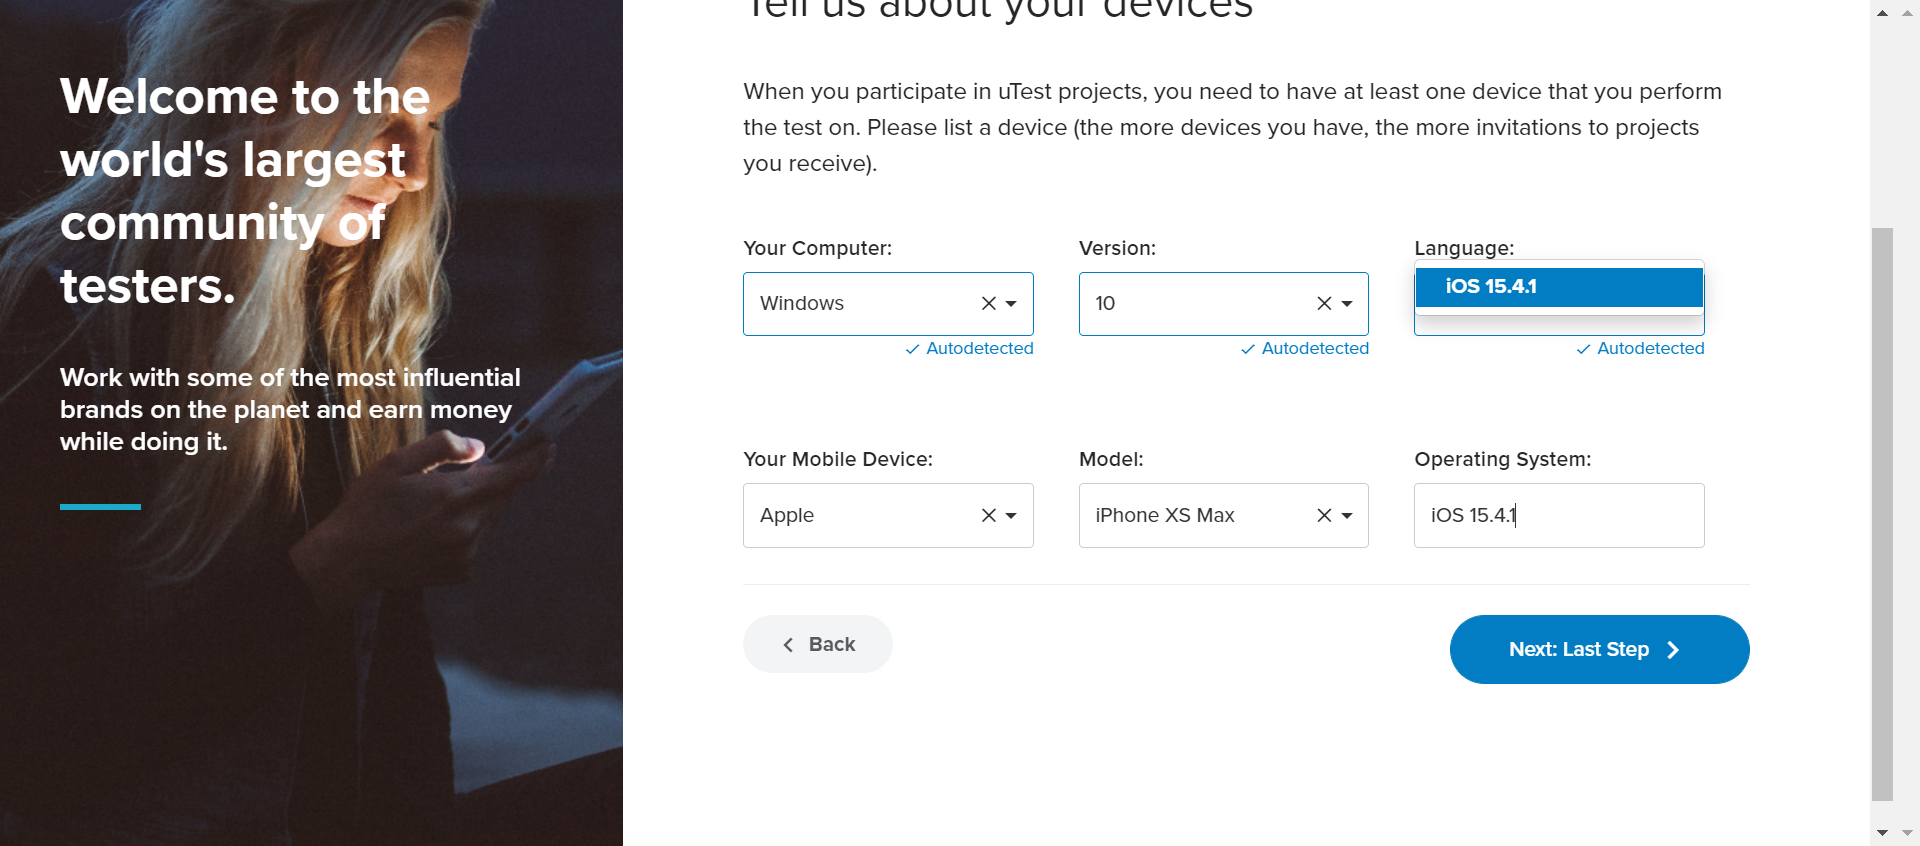 Welcome to the
world's largest
community of
testers.
Work with some of the most influential
brands on the planet and earn money
while doing it.
Tell us about your devices
When you participate in uTest projects, you need to have at least one device that you perform
the test on. Please list a device (the more devices you have, the more invitations to projects
you receive).
Your Computer:
Windows
Autodetected
Version:
10
Autodetected
Language:
iOS 15.4.1
Autodetected
Your Mobile Device:
Apple
Model:
iPhone XS Max
Operating System:
iOS 15.4.1
Back
Next: Last Step